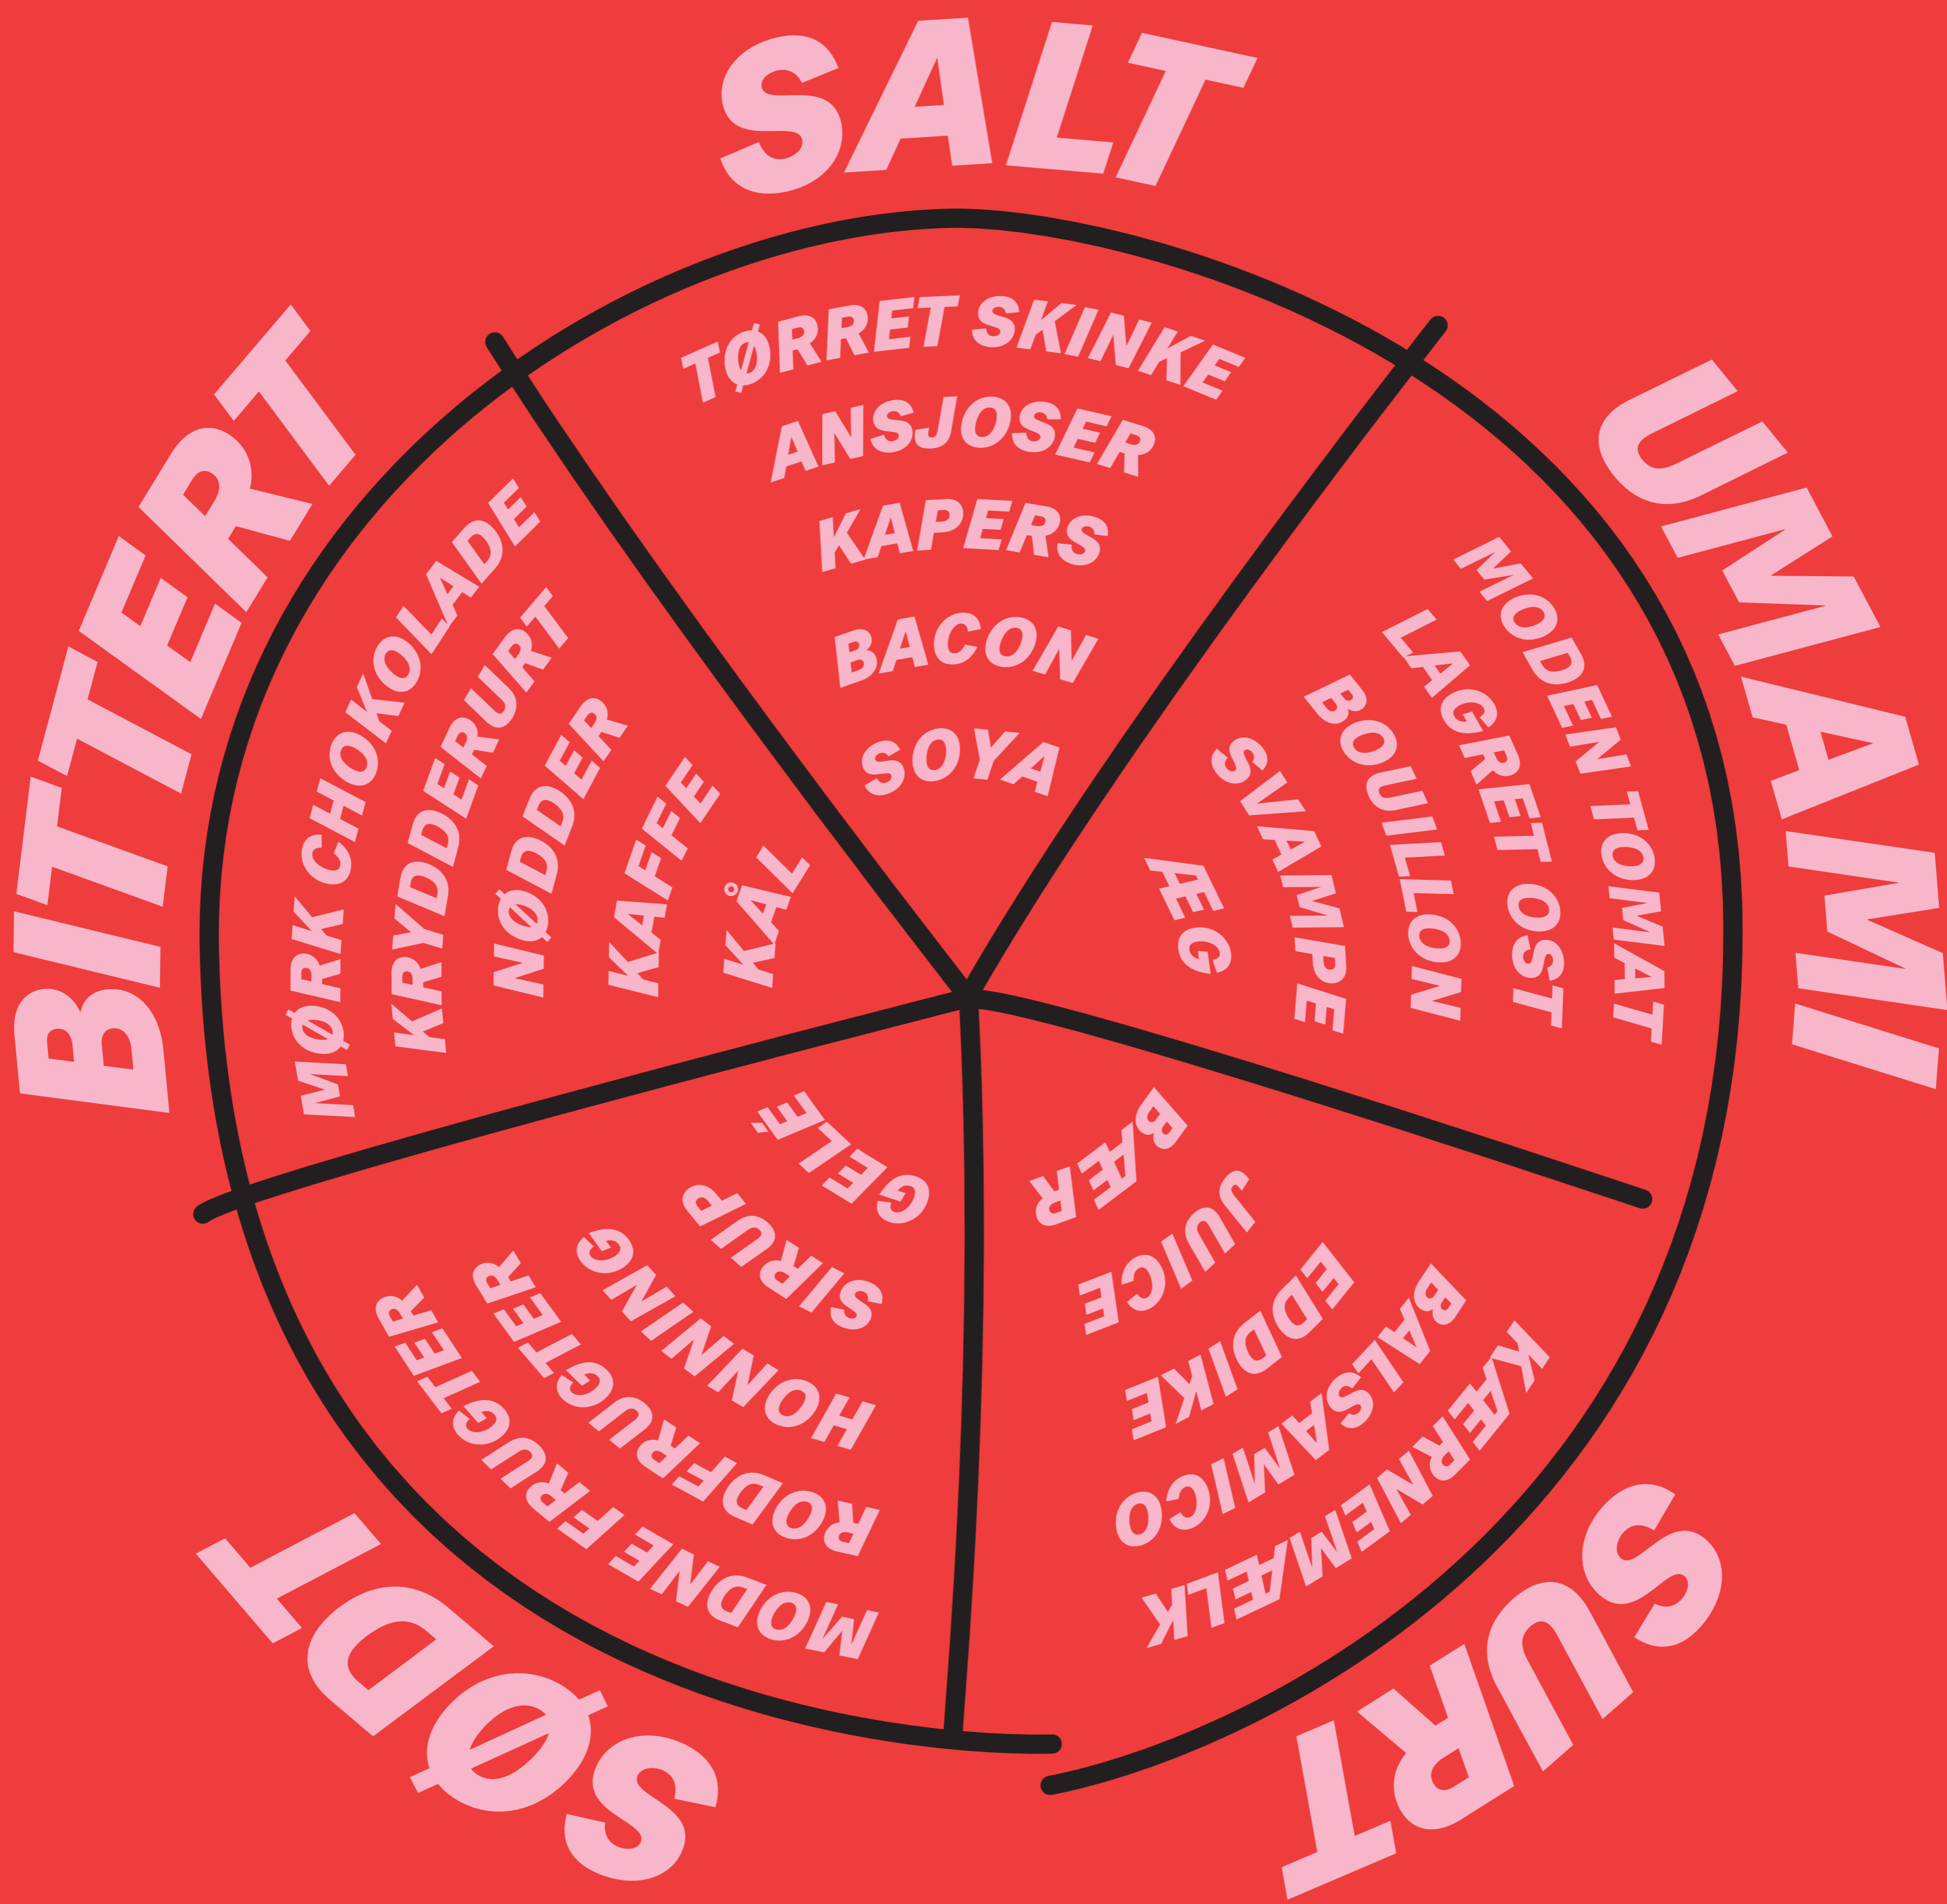 SALT
TØRRET SKINKE
ANSJOSER
KAPERS
BACON
SOYA
UMAMI
MODEN TOMAT
LAGRET OST
BOUILLON
SVAMPE
ÆG
SURT
BÆR
JUICE
EDDIKE
BALSAMICO
KÆRNEMÆLK
SØDT
GELÉ
SIRUP
HONNING
RODFRUGTER
MODNE FRUGTER
BITTERT
MØRK CHOKOLADE
KRYDDERURT
NØDDER
KAFFE
KÅL